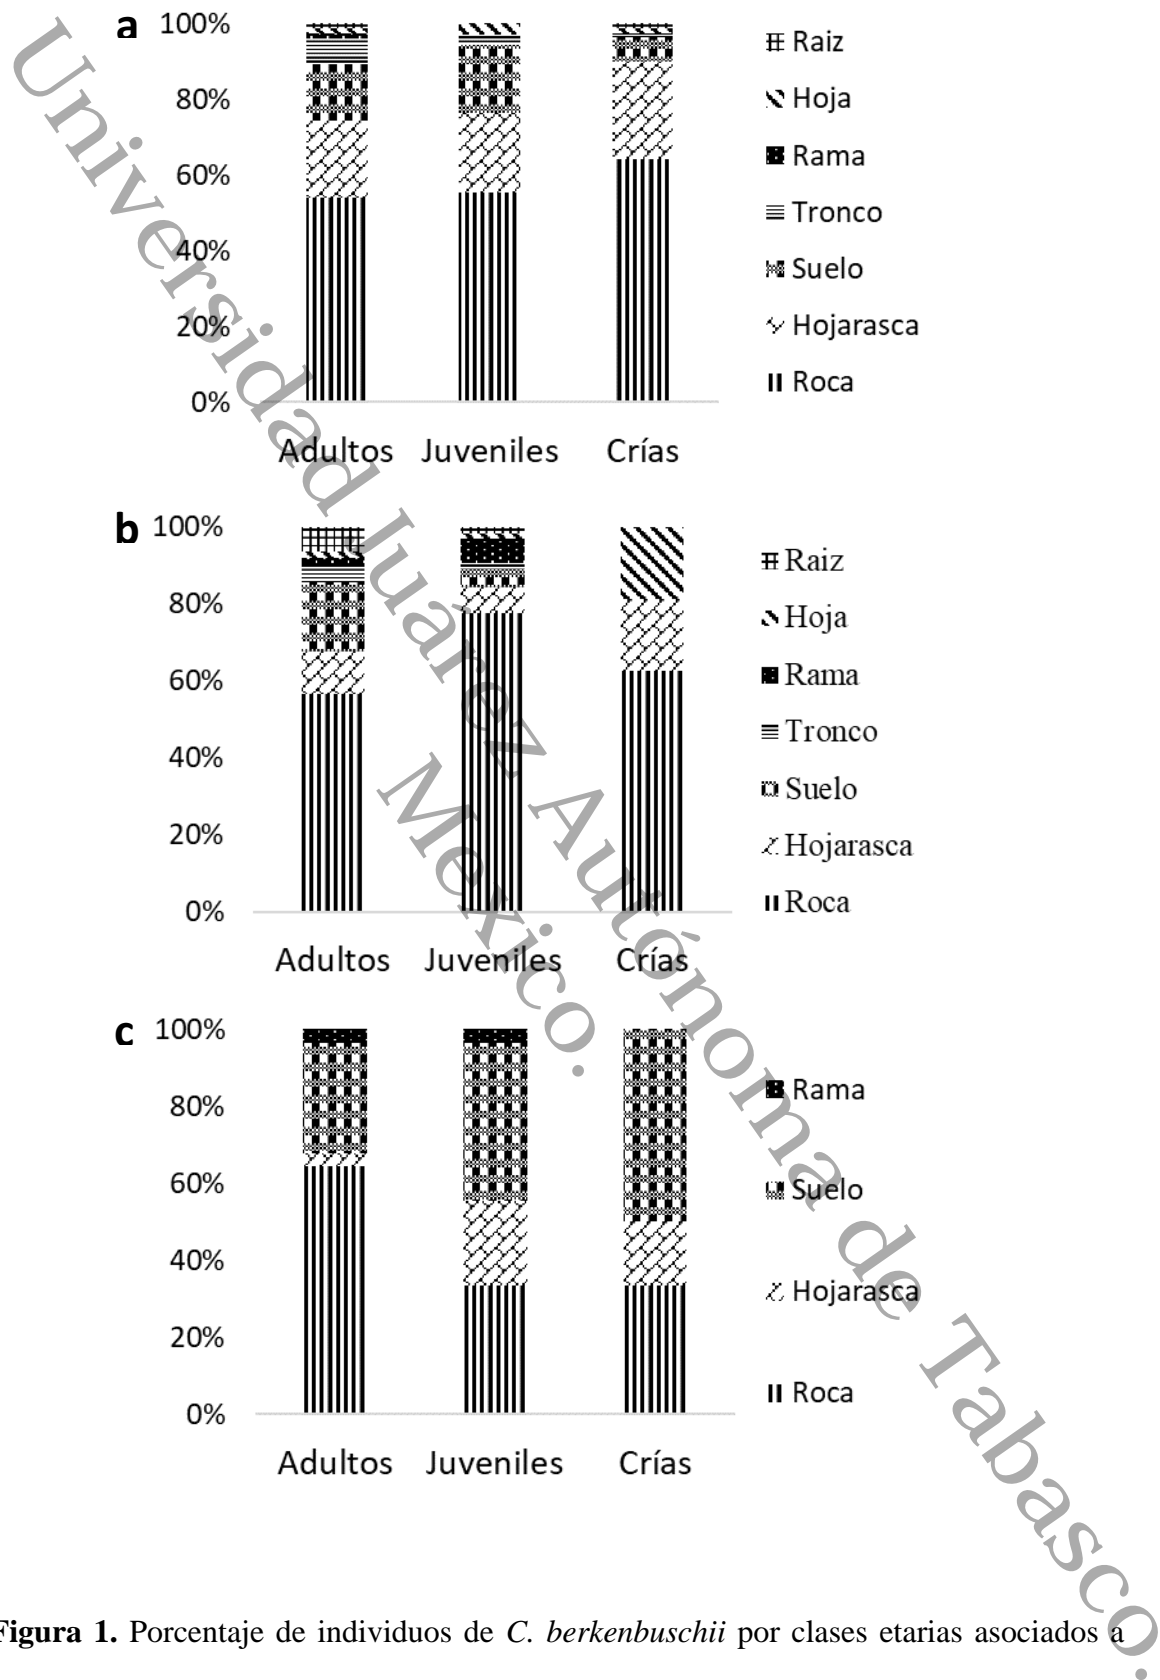 a
100%
80%
60%
40%
20%
0%
Adultos Juveniles Crías
Raiz
Hoja
Rama
Tronco
Suelo
Hojarasca
Roca
b
100%
80%
60%
40%
20%
0%
Adultos Juveniles Crías
Raiz
Hoja
Rama
Tronco
Suelo
Hojarasca
Roca
c
100%
80%
60%
40%
20%
0%
Adultos Juveniles Crías
Rama
Suelo
Hojarasca
Roca
Figura 1. Porcentaje de individuos de C. berkenbuschii por clases etarias asociados a
Universidad Juárez Autónoma de Tabasco.
México.